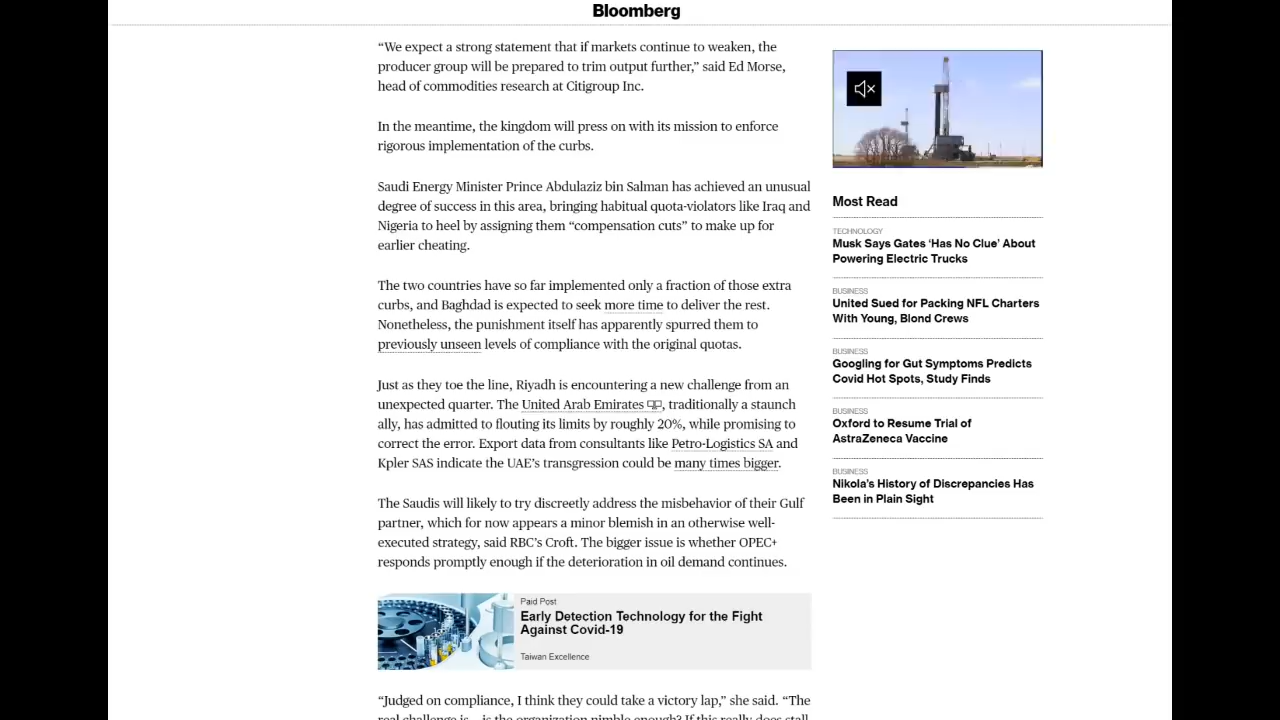 Bloomberg
“We expect a strong statement that if markets continue to weaken, the
producer group will be prepared to trim output further,” said Ed Morse,
head of commodities research at Citigroup Inc.
In the meantime, the kingdom will press on with its mission to enforce
rigorous implementation of the curbs.
Saudi Energy Minister Prince Abdulaziz bin Salman has achieved an unusual
degree of success in this area, bringing habitual quota-violators like Iraq and
Nigeria to heel by assigning them “compensation cuts” to make up for
earlier cheating.
The two countries have so far implemented only a fraction of those extra
curbs, and Baghdad is expected to seek more time to deliver the rest.
Nonetheless, the punishment itself has apparently spurred them to
previously unseen levels of compliance with the original quotas.
Just as they toe the line, Riyadh is encountering a new challenge from an
unexpected quarter. The United Arab Emirates, traditionally a staunch
ally, has admitted to flouting its limits by roughly 20%, while promising to
correct the error. Export data from consultants like Petro-Logistics SA and
Kpler SAS indicate the UAE’s transgression could be many times bigger.
The Saudis will likely to try discreetly address the misbehavior of their Gulf
partner, which for now appears a minor blemish in an otherwise well-
executed strategy, said RBC’s Croft. The bigger issue is whether OPEC+
responds promptly enough if the deterioration in oil demand continues.
Paid Post
Early Detection Technology for the Fight
Against Covid-19
Taiwan Excellence
“Judged on compliance, I think they could take a victory lap,” she said. “The
real challenge is – is the organization nimble enough? If this really does stall
Most Read
TECHNOLOGY
Musk Says Gates ‘Has No Clue’ About
Powering Electric Trucks
BUSINESS
United Sued for Packing NFL Charters
With Young, Blond Crews
BUSINESS
Googling for Gut Symptoms Predicts
Covid Hot Spots, Study Finds
BUSINESS
Oxford to Resume Trial of
AstraZeneca Vaccine
BUSINESS
Nikola’s History of Discrepancies Has
Been in Plain Sight